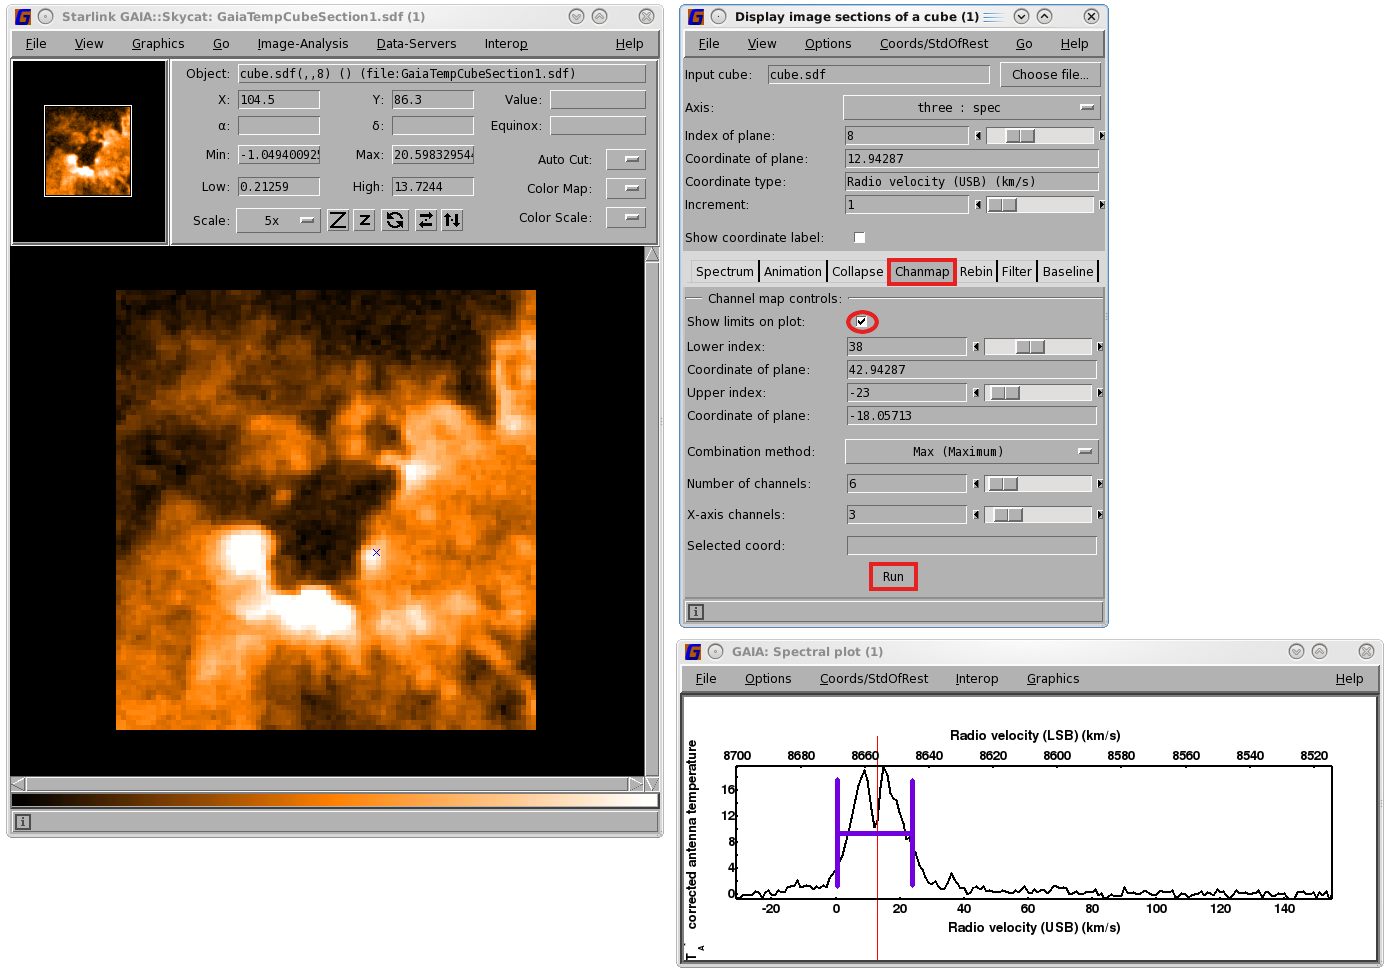 Starlink GAIA::Skycat: GaiaTempCubeSection1.sdf (1)
File View Graphics Go Image-Analysis Data-Servers Interop Help
Object: cube.sdf(,,8) () (file:GaiaTempCubeSection1.sdf)
X: 104.5 Y: 86.3 Value:
α: δ: Equinox:
Min: -1.049400925 Max: 20.598329544 Auto Cut:
Low: 0.21259 High: 13.7244 Color Map:
Scale: 5x Z z Color Scale:
Display image sections of a cube (1)
File View Options Coords/StdOfRest Go Help
Input cube: cube.sdf Choose file...
Axis: three : spec
Index of plane: 8
Coordinate of plane: 12.94287
Coordinate type: Radio velocity (USB) (km/s)
Increment: 1
Show coordinate label:
Spectrum Animation Collapse Chanmap Rebin Filter Baseline
Channel map controls:
Show limits on plot:
Lower index: 38
Coordinate of plane: 42.94287
Upper index: -23
Coordinate of plane: -18.05713
Combination method: Max (Maximum)
Number of channels: 6
X-axis channels: 3
Selected coord:
Run
GAIA: Spectral plot (1)
File Options Coords/StdOfRest Interop Graphics Help
Radio velocity (LSB) (km/s)
8700 8680 8660 8640 8620 8600 8580 8560 8540 8520
16
12
8
4
0
T*A corrected antenna temperature
-20 0 20 40 60 80 100 120 140
Radio velocity (USB) (km/s)